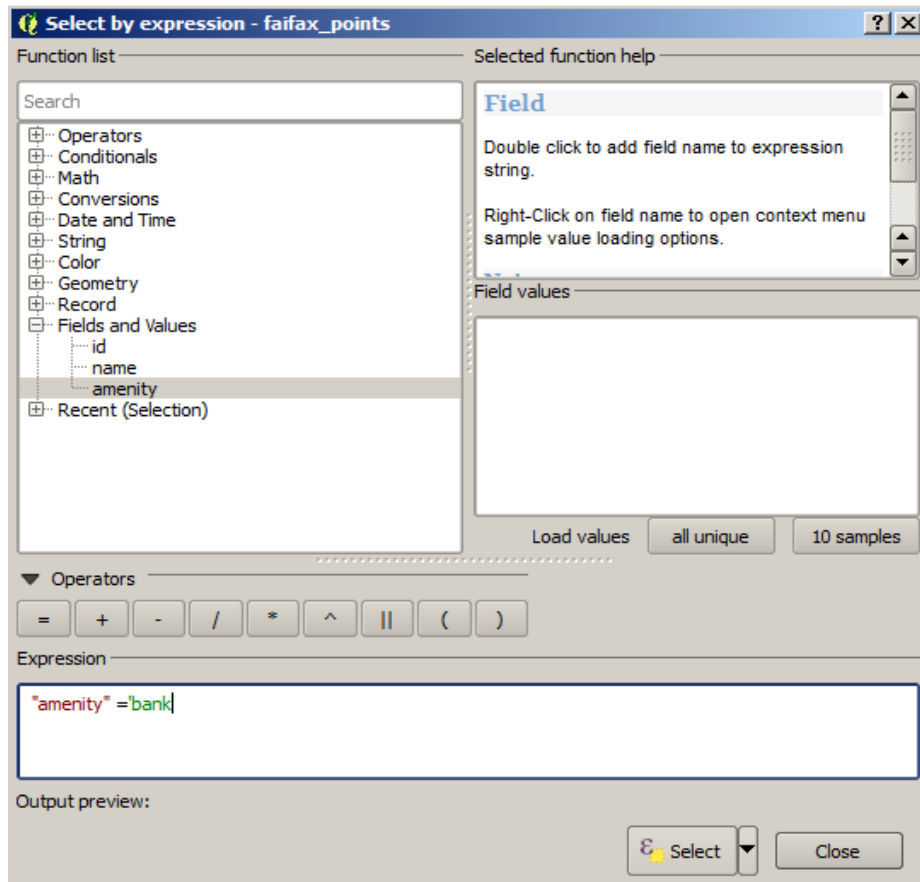 Select by expression - faifax_points
Function list
Selected function help
Search
Operators
Conditionals
Math
Conversions
Date and Time
String
Color
Geometry
Record
Fields and Values
id
name
amenity
Recent (Selection)
Field
Double click to add field name to expression
string.
Right-Click on field name to open context menu
sample value loading options.
Field values
Load values all unique 10 samples
Operators
= + - / * ^ || ( )
Expression
"amenity" ='bank
Output preview:
ε Select Close